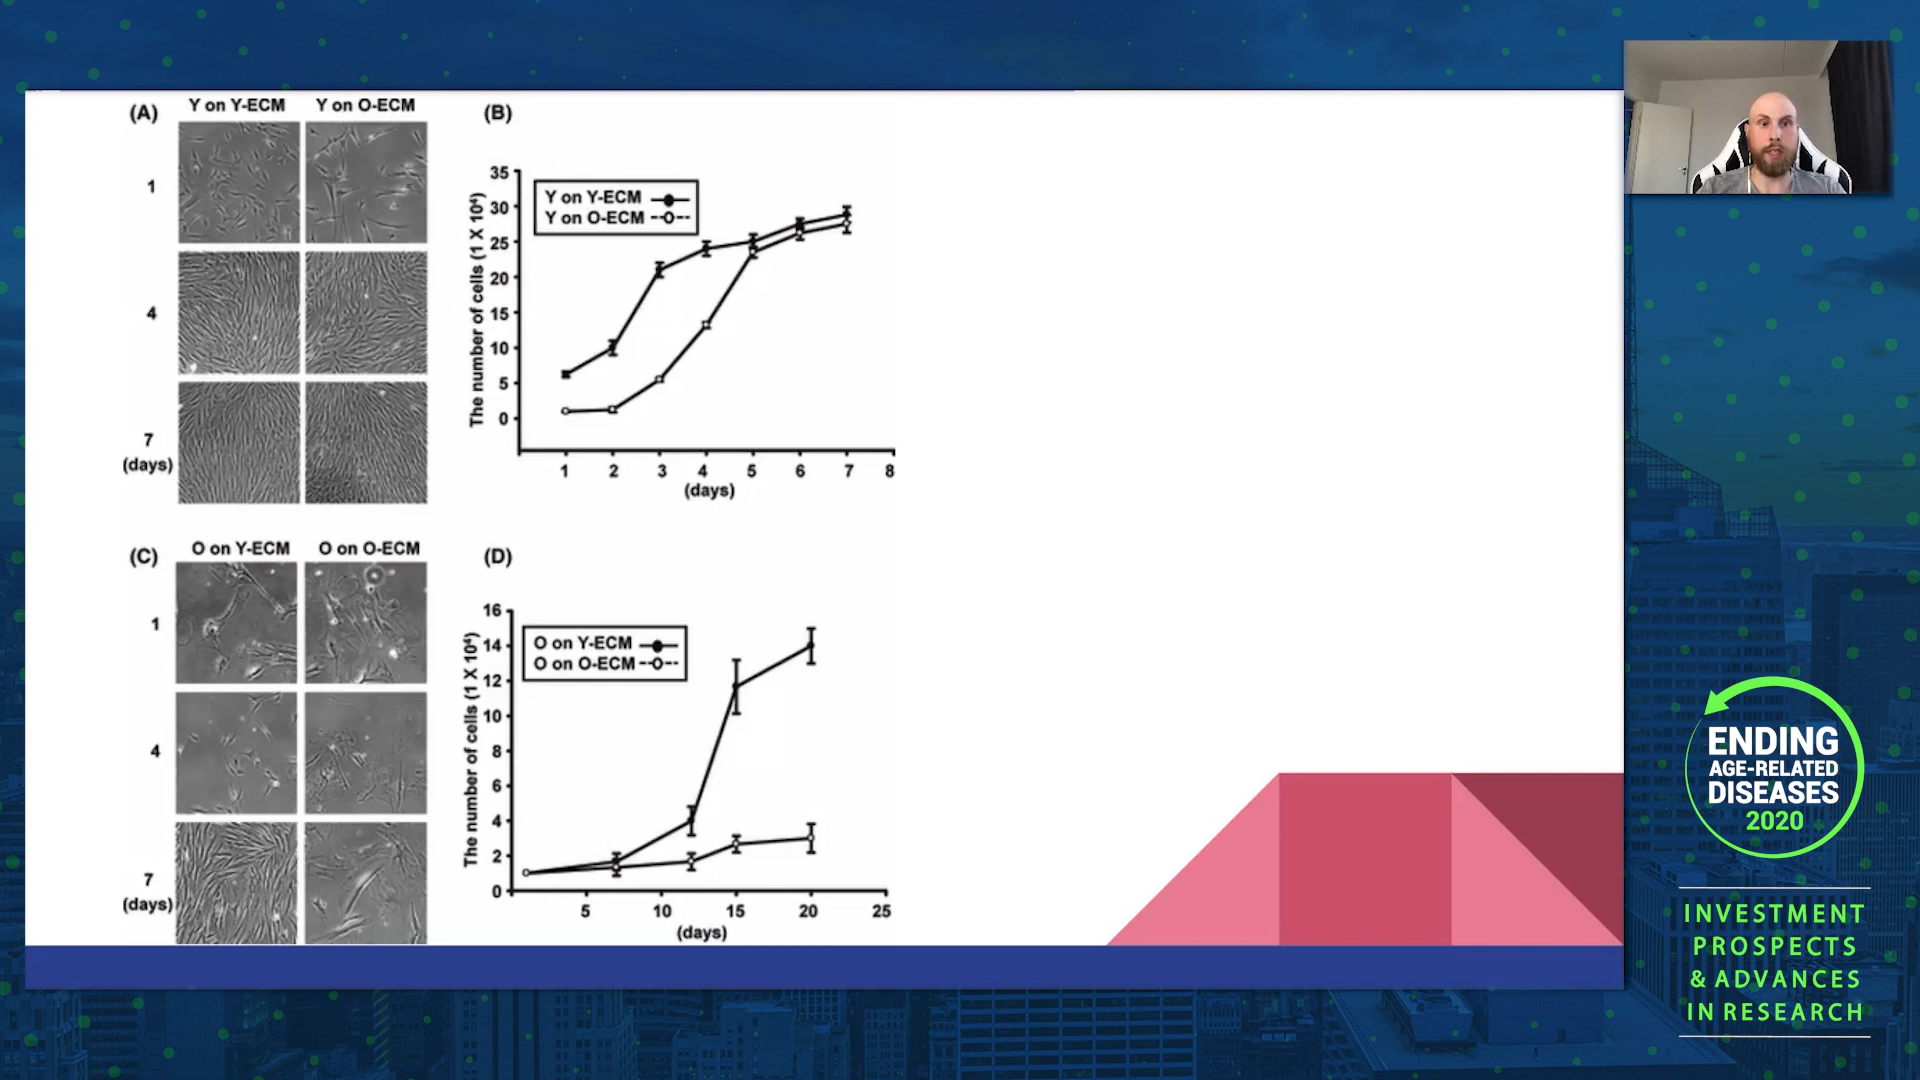 (A)
Y on Y-ECM Y on O-ECM
1
4
7
(days)
(B)
The number of cells (1 X 10⁴)
35
30
25
20
15
10
5
0
Y on Y-ECM
Y on O-ECM
1 2 3 4 5 6 7 8
(days)
(C)
O on Y-ECM O on O-ECM
1
4
7
(days)
(D)
The number of cells (1 X 10⁴)
16
14
12
10
8
6
4
2
0
O on Y-ECM
O on O-ECM
5 10 15 20 25
(days)
ENDING
AGE-RELATED
DISEASES
2020
INVESTMENT
PROSPECTS
& ADVANCES
IN RESEARCH